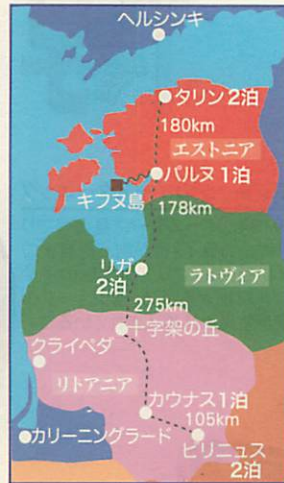 ヘルシンキ
タリン2泊
180km
エストニア
パルヌ1泊
キフヌ島
178km
リガ
2泊
ラトヴィア
275km
十字架の丘
クライペダ
リトアニア
カウナス1泊
105km
カリーニングラード
ビリニュス
2泊